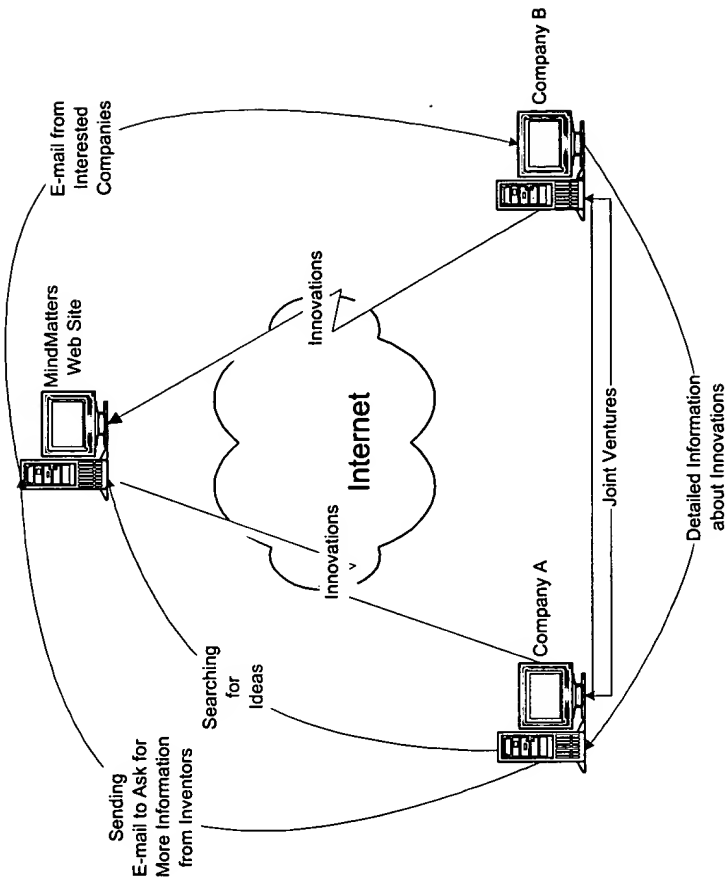 E-mail from
Interested
Companies
MindMatters
Web Site
Sending
E-mail to Ask for
More Information
from Inventors
Searching
for
Ideas
Innovations
Innovations
Internet
Company A
Company B
Joint Ventures
Detailed Information
about Innovations